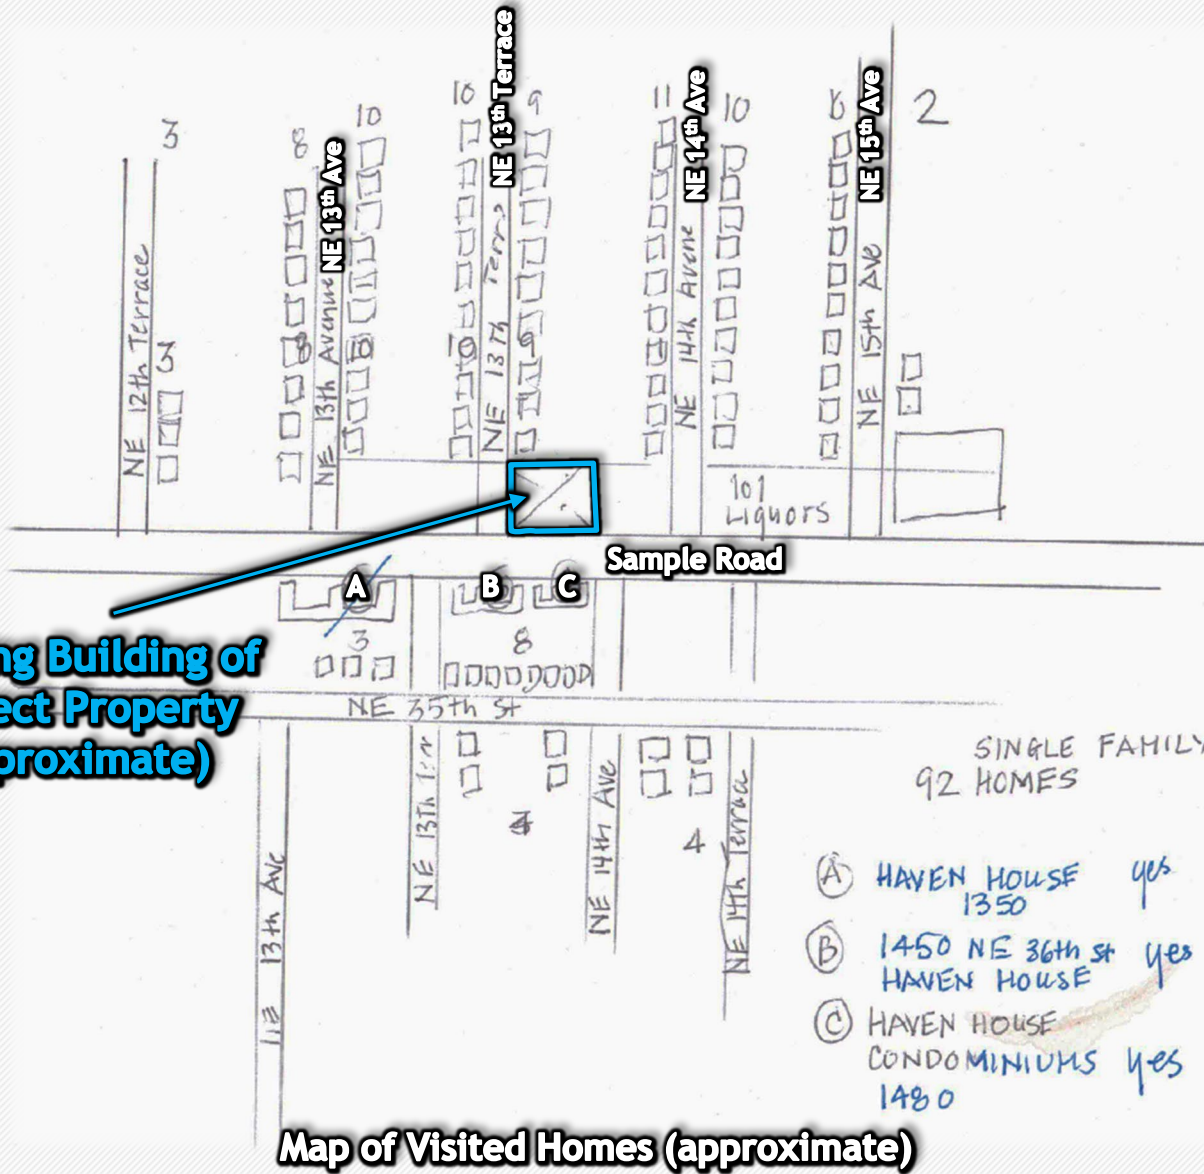 3
8
NE 13th Ave
10
10
NE 13th Terrace
9
11
NE 14th Ave
10
8
NE 15th Ave
2
NE 12th Terrace
3
NE 13th Avenue
8
10
NE 13th Terr
9
NE 14th Avenue
NE 15th Ave
101
Liquors
Sample Road
A
B
C
3
8
ng Building of
ect Property
proximate)
NE 35th St
NE 13th Ave
NE 13th Terr
4
NE 14th Ave
4
NE 14th Terrace
SINGLE FAMILY
92 HOMES
A HAVEN HOUSE yes
1350
B 1450 NE 36th St yes
HAVEN HOUSE
C HAVEN HOUSE
CONDOMINIUMS yes
1480
Map of Visited Homes (approximate)